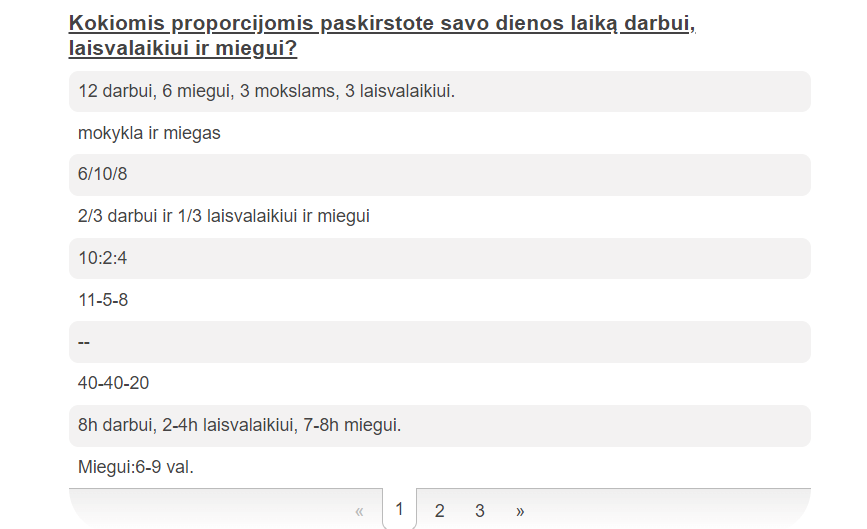 Kokiomis proporcijomis paskirstote savo dienos laiką darbui,
laisvalaikiui ir miegui?
12 darbui, 6 miegui, 3 mokslams, 3 laisvalaikiui.
mokykla ir miegas
6/10/8
2/3 darbui ir 1/3 laisvalaikiui ir miegui
10:2:4
11-5-8
--
40-40-20
8h darbui, 2-4h laisvalaikiui, 7-8h miegui.
Miegui:6-9 val.
« 1 2 3 »